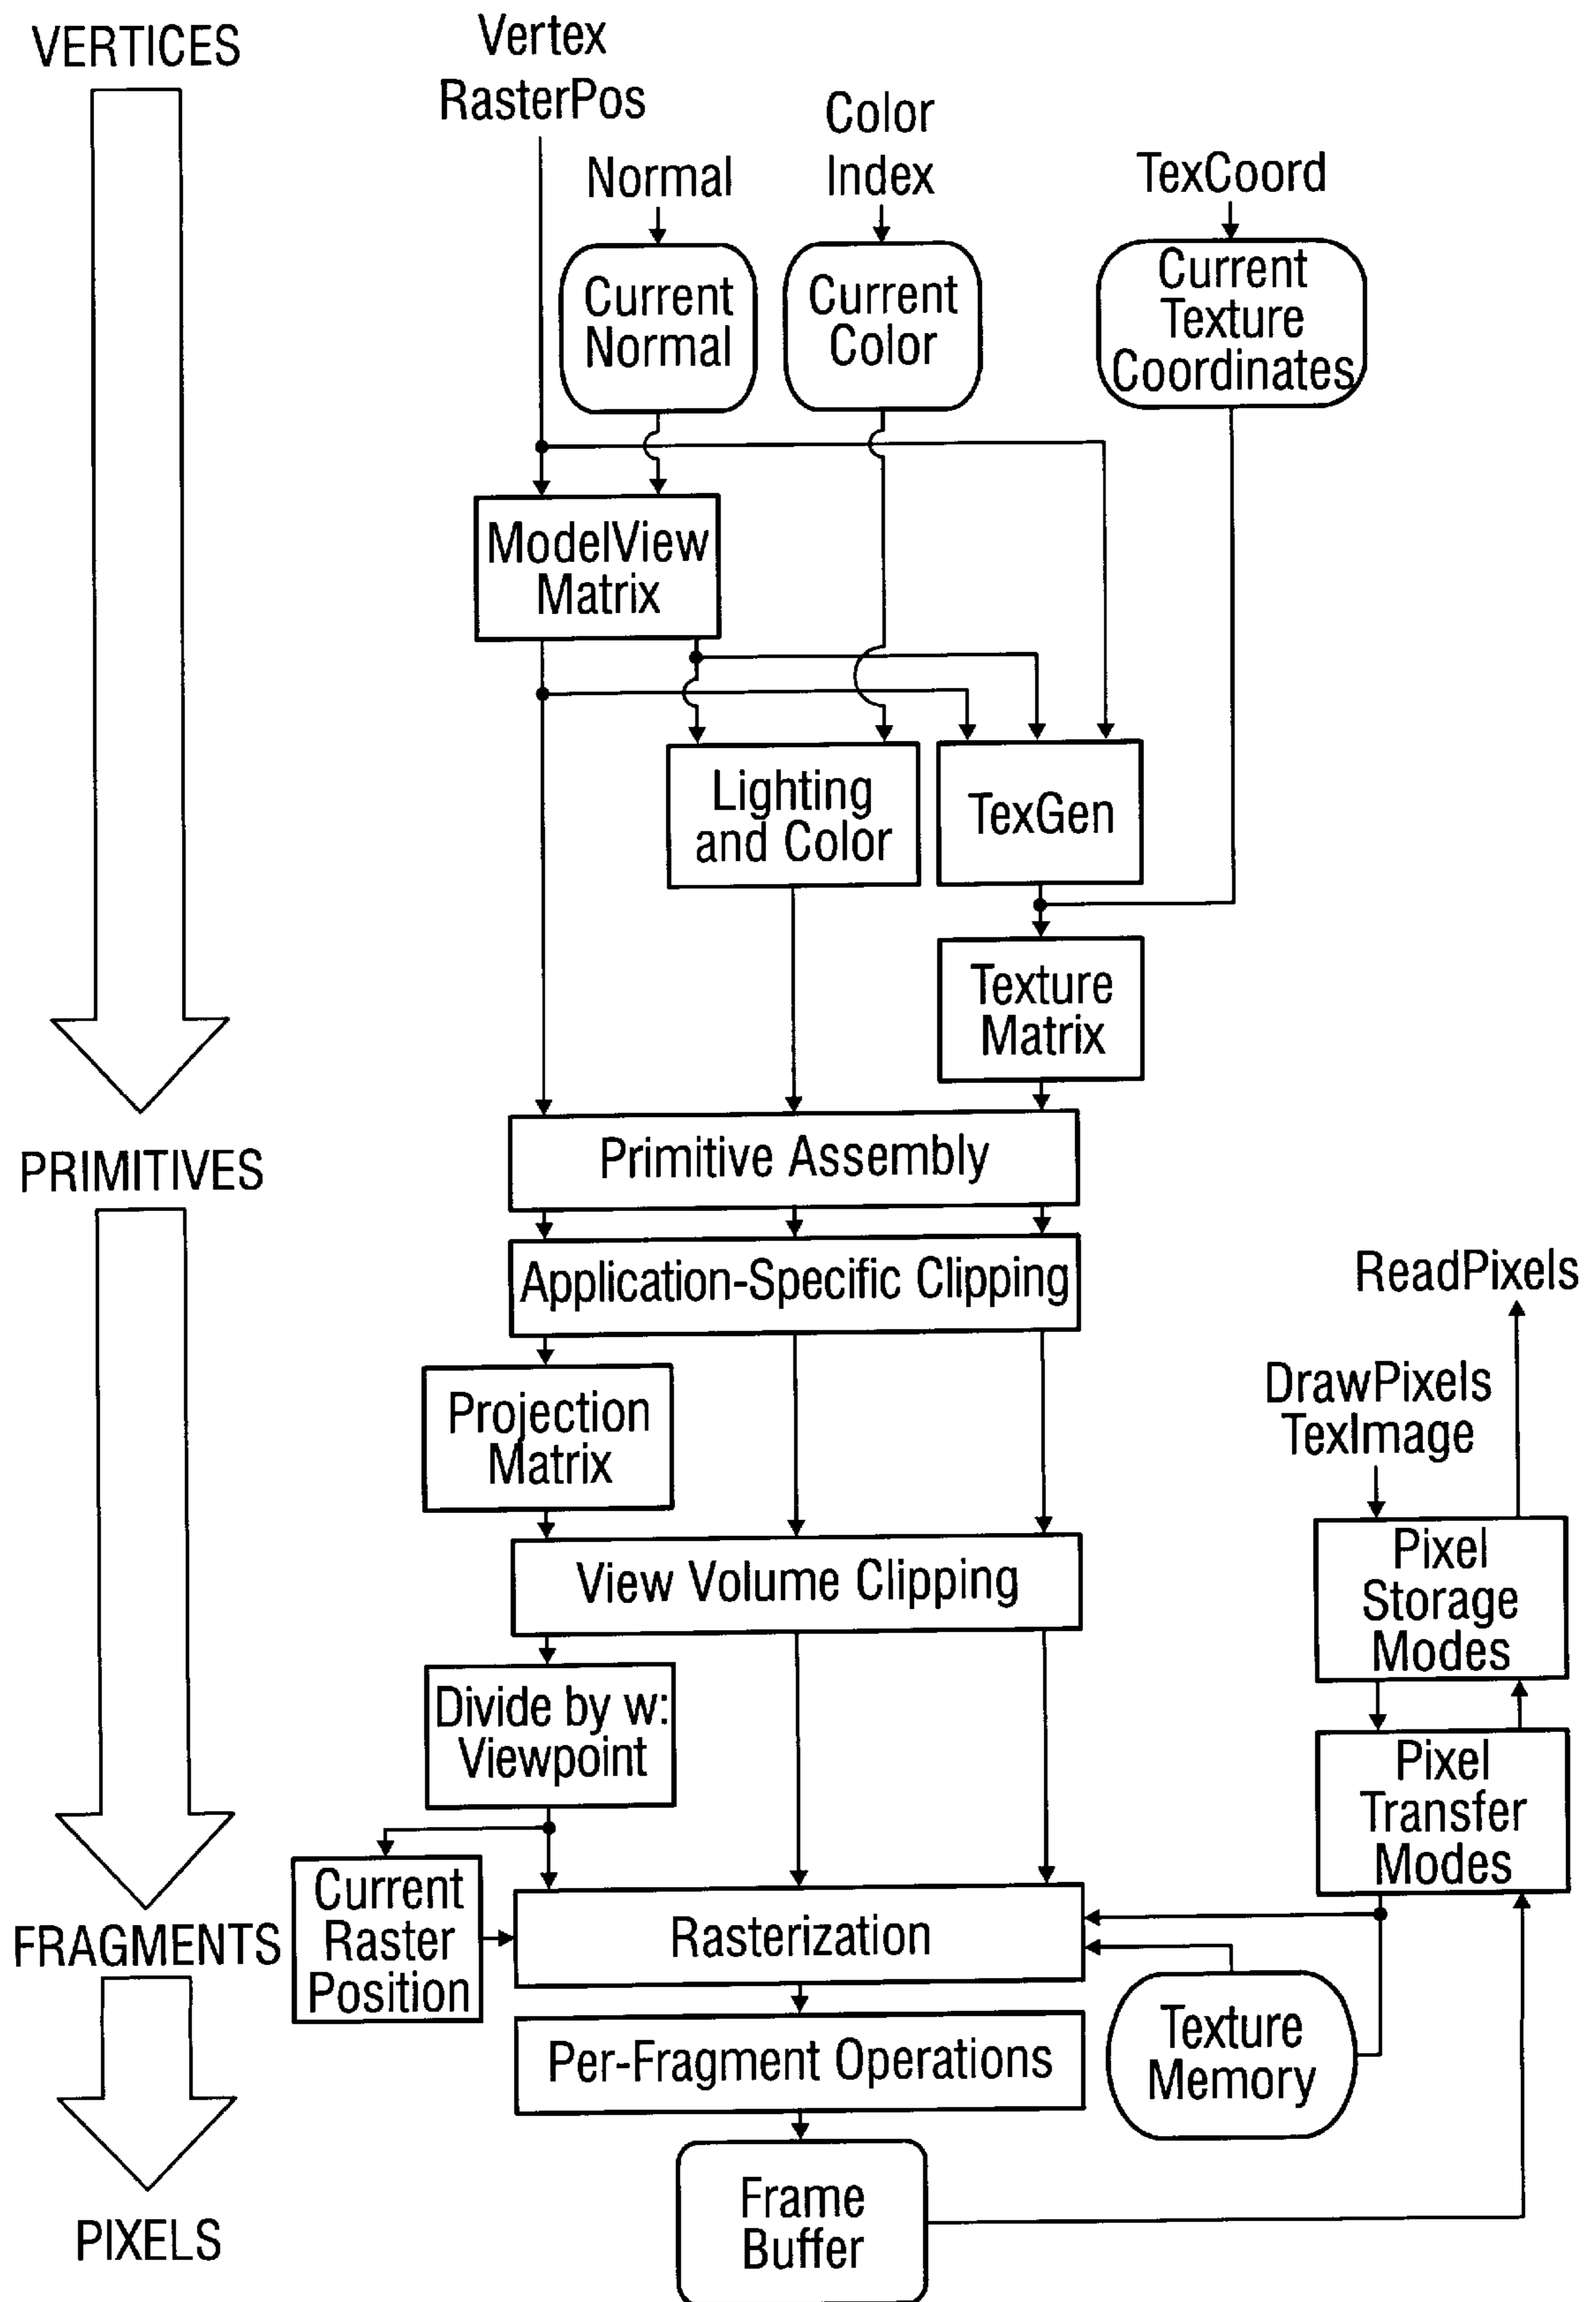 VERTICES
Vertex
RasterPos
Normal
Color
Index
TexCoord
Current
Normal
Current
Color
Current
Texture
Coordinates
ModelView
Matrix
Lighting
and Color
TexGen
Texture
Matrix
PRIMITIVES
Primitive Assembly
Application-Specific Clipping
ReadPixels
DrawPixels
TexImage
Projection
Matrix
View Volume Clipping
Pixel
Storage
Modes
Divide by w:
Viewpoint
Pixel
Transfer
Modes
FRAGMENTS
Current
Raster
Position
Rasterization
Per-Fragment Operations
Texture
Memory
Frame
Buffer
PIXELS